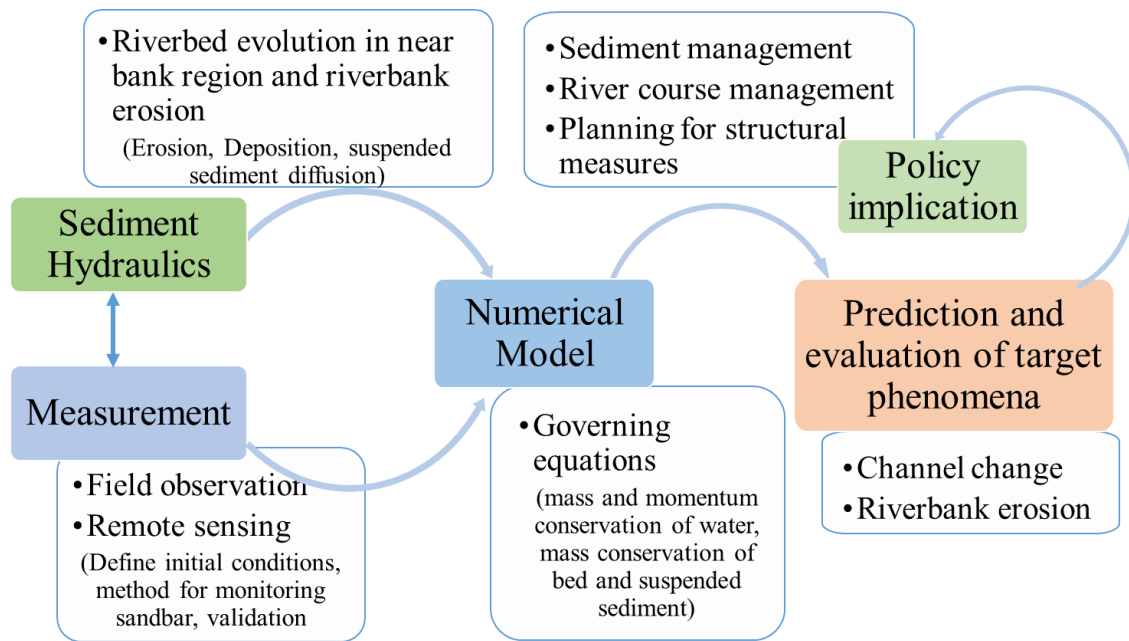 •Riverbed evolution in near
bank region and riverbank
erosion
(Erosion, Deposition, suspended
sediment diffusion)
Sediment
Hydraulics
Measurement
•Field observation
•Remote sensing
(Define initial conditions,
method for monitoring
sandbar, validation
Numerical
Model
•Governing
equations
(mass and momentum
conservation of water,
mass conservation of
bed and suspended
sediment)
•Sediment management
•River course management
•Planning for structural
measures
Policy
implication
Prediction and
evaluation of target
phenomena
•Channel change
•Riverbank erosion